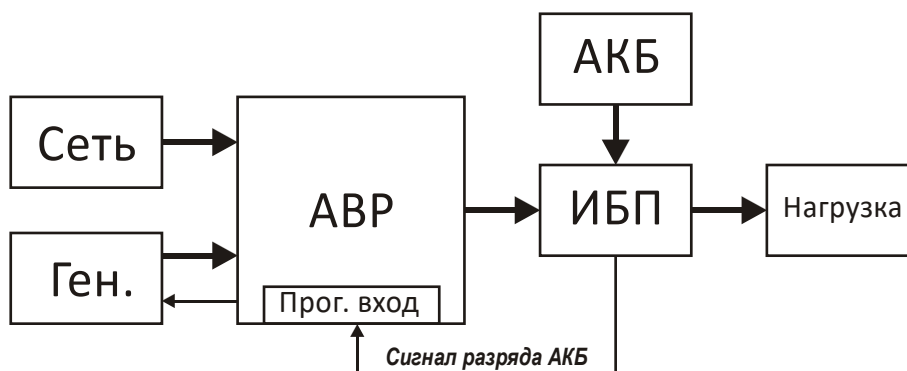 АКБ
Сеть
АВР
ИБП
Нагрузка
Ген.
Прог. вход
Сигнал разряда АКБ